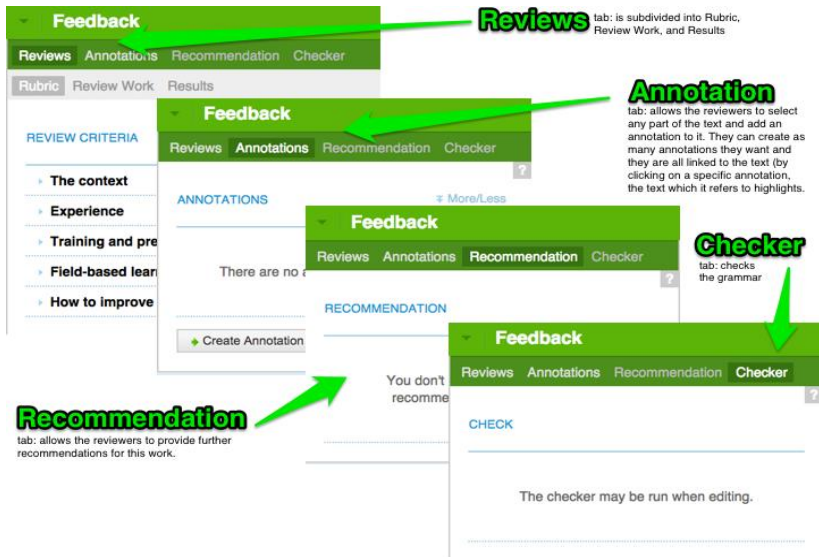 Feedback
Reviews Annotations Recommendation Checker
Rubric Review Work Results
REVIEW CRITERIA
The context
Experience
Training and pre
Field-based lear
How to improve
Reviews
tab: is subdivided into Rubric,
Review Work, and Results
Feedback
Reviews Annotations Recommendation Checker
?
ANNOTATIONS
More/Less
There are no a
Create Annotation
Annotation
tab: allows the reviewers to select
any part of the text and add an
annotation to it. They can create as
many annotations they want and
they are all linked to the text (by
clicking on a specific annotation,
the text which it refers to highlights.
Feedback
Reviews Annotations Recommendation Checker
?
RECOMMENDATION
You don't
recomme
Checker
tab: checks
the grammar
Recommendation
tab: allows the reviewers to provide further
recommendations for this work.
Feedback
Reviews Annotations Recommendation Checker
?
CHECK
The checker may be run when editing.